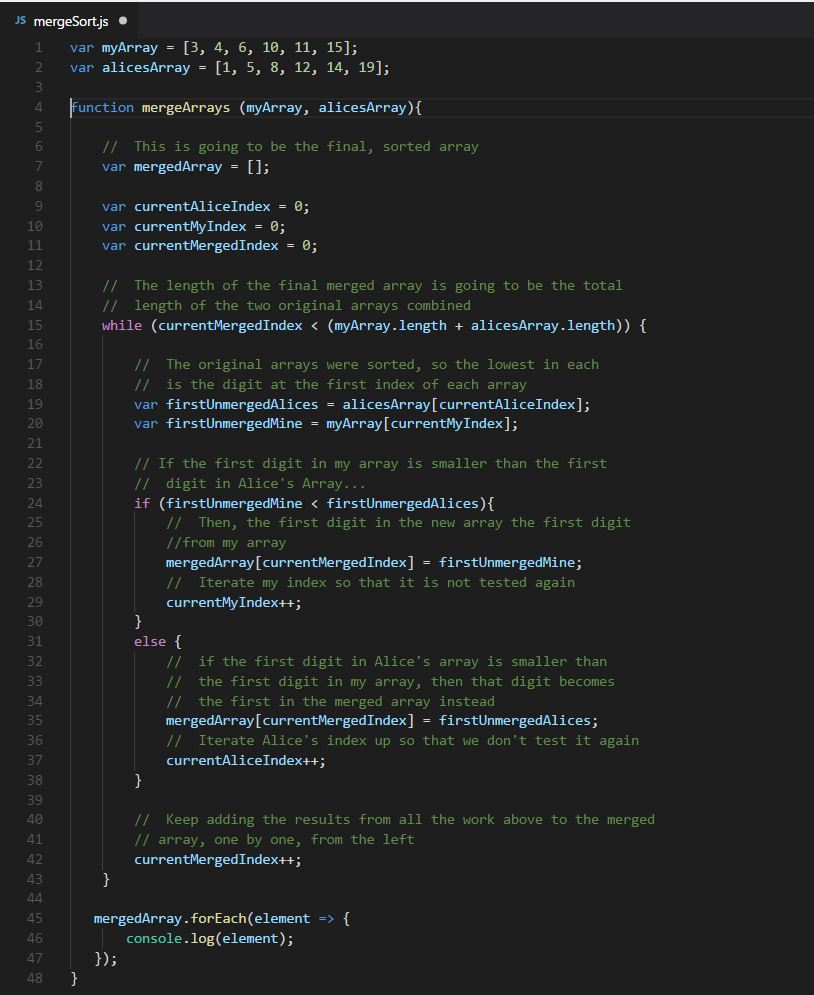 JS mergeSort.js ●
1 var myArray = [3, 4, 6, 10, 11, 15];
2 var alicesArray = [1, 5, 8, 12, 14, 19];
3
4 function mergeArrays (myArray, alicesArray){
5
6     //  This is going to be the final, sorted array
7     var mergedArray = [];
8
9     var currentAliceIndex = 0;
10     var currentMyIndex = 0;
11     var currentMergedIndex = 0;
12
13     //  The length of the final merged array is going to be the total
14     //  length of the two original arrays combined
15     while (currentMergedIndex < (myArray.length + alicesArray.length)) {
16
17         //  The original arrays were sorted, so the lowest in each
18         //  is the digit at the first index of each array
19         var firstUnmergedAlices = alicesArray[currentAliceIndex];
20         var firstUnmergedMine = myArray[currentMyIndex];
21
22         // If the first digit in my array is smaller than the first
23         //  digit in Alice's Array...
24         if (firstUnmergedMine < firstUnmergedAlices){
25             //  Then, the first digit in the new array the first digit
26             //from my array
27             mergedArray[currentMergedIndex] = firstUnmergedMine;
28             //  Iterate my index so that it is not tested again
29             currentMyIndex++;
30         }
31         else {
32             //  if the first digit in Alice's array is smaller than
33             //  the first digit in my array, then that digit becomes
34             //  the first in the merged array instead
35             mergedArray[currentMergedIndex] = firstUnmergedAlices;
36             //  Iterate Alice's index up so that we don't test it again
37             currentAliceIndex++;
38         }
39
40         //  Keep adding the results from all the work above to the merged
41         // array, one by one, from the left
42         currentMergedIndex++;
43     }
44
45    mergedArray.forEach(element => {
46        console.log(element);
47    });
48 }